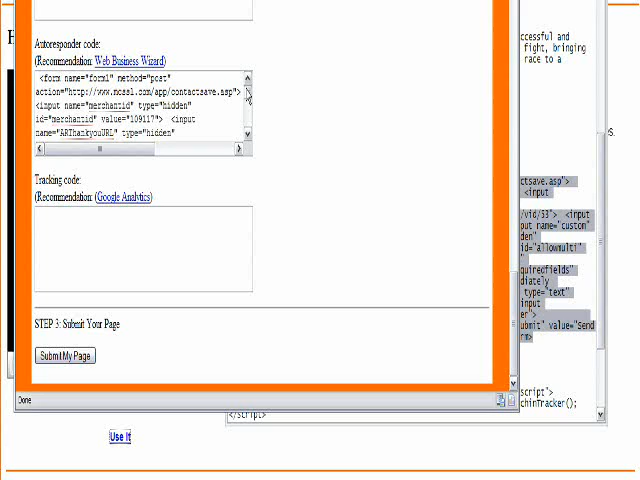 H
Autoresponder code:
(Recommendation: Web Business Wizard)
<form name="form1" method="post"
action="http://www.mcssl.com/app/contactsave.asp">
<input name="merchantid" type="hidden"
id="merchantid" value="109117">  <input
name="ARThankyouURL" type="hidden"
Tracking code:
(Recommendation: (Google Analytics)
STEP 3: Submit Your Page
Submit My Page
Done
Use It
ccessful and
fight, bringing
race to a
s.
ctsave.asp">
<input
/vid/53">  <input
put name="custom"
den"
id="allowmulti"
"
quiredfields"
diately
type="text"
input
er">
ubmit" value="Send
rm>
script">
chinTracker();
</script>